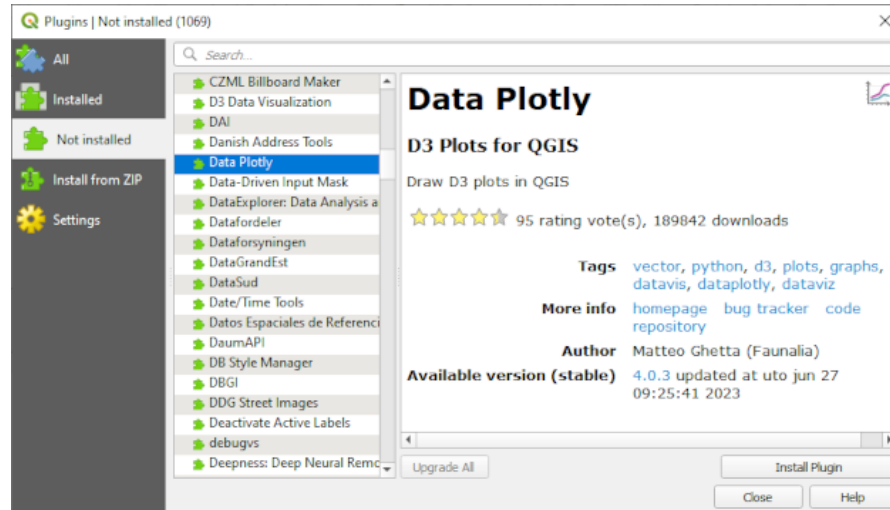 Plugins | Not installed (1069)
All
Installed
Not installed
Install from ZIP
Settings
Search...
CZML Billboard Maker
D3 Data Visualization
DAI
Danish Address Tools
Data Plotly
Data-Driven Input Mask
DataExplorer: Data Analysis a
Datafordeler
Dataforsyningen
DataGrandEst
DataSud
Date/Time Tools
Datos Espaciales de Referenci
DaumAPI
DB Style Manager
DBGI
DDG Street Images
Deactivate Active Labels
debugvs
Deepness: Deep Neural Remo
Data Plotly
D3 Plots for QGIS
Draw D3 plots in QGIS
95 rating vote(s), 189842 downloads
Tags vector, python, d3, plots, graphs,
datavis, dataplotly, dataviz
More info homepage bug tracker code
repository
Author Matteo Ghetta (Faunalia)
Available version (stable) 4.0.3 updated at uto jun 27
09:25:41 2023
Upgrade All
Install Plugin
Close
Help